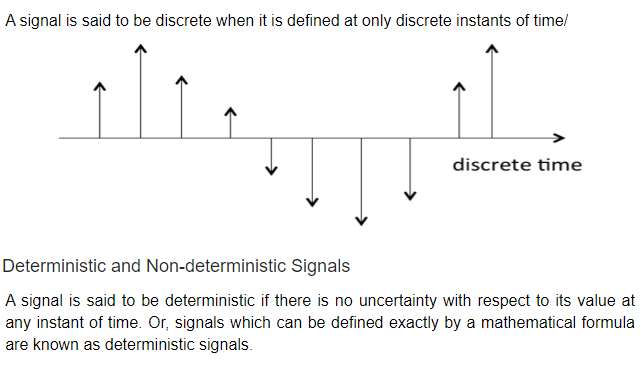 A signal is said to be discrete when it is defined at only discrete instants of time/
discrete time
Deterministic and Non-deterministic Signals
A signal is said to be deterministic if there is no uncertainty with respect to its value at
any instant of time. Or, signals which can be defined exactly by a mathematical formula
are known as deterministic signals.